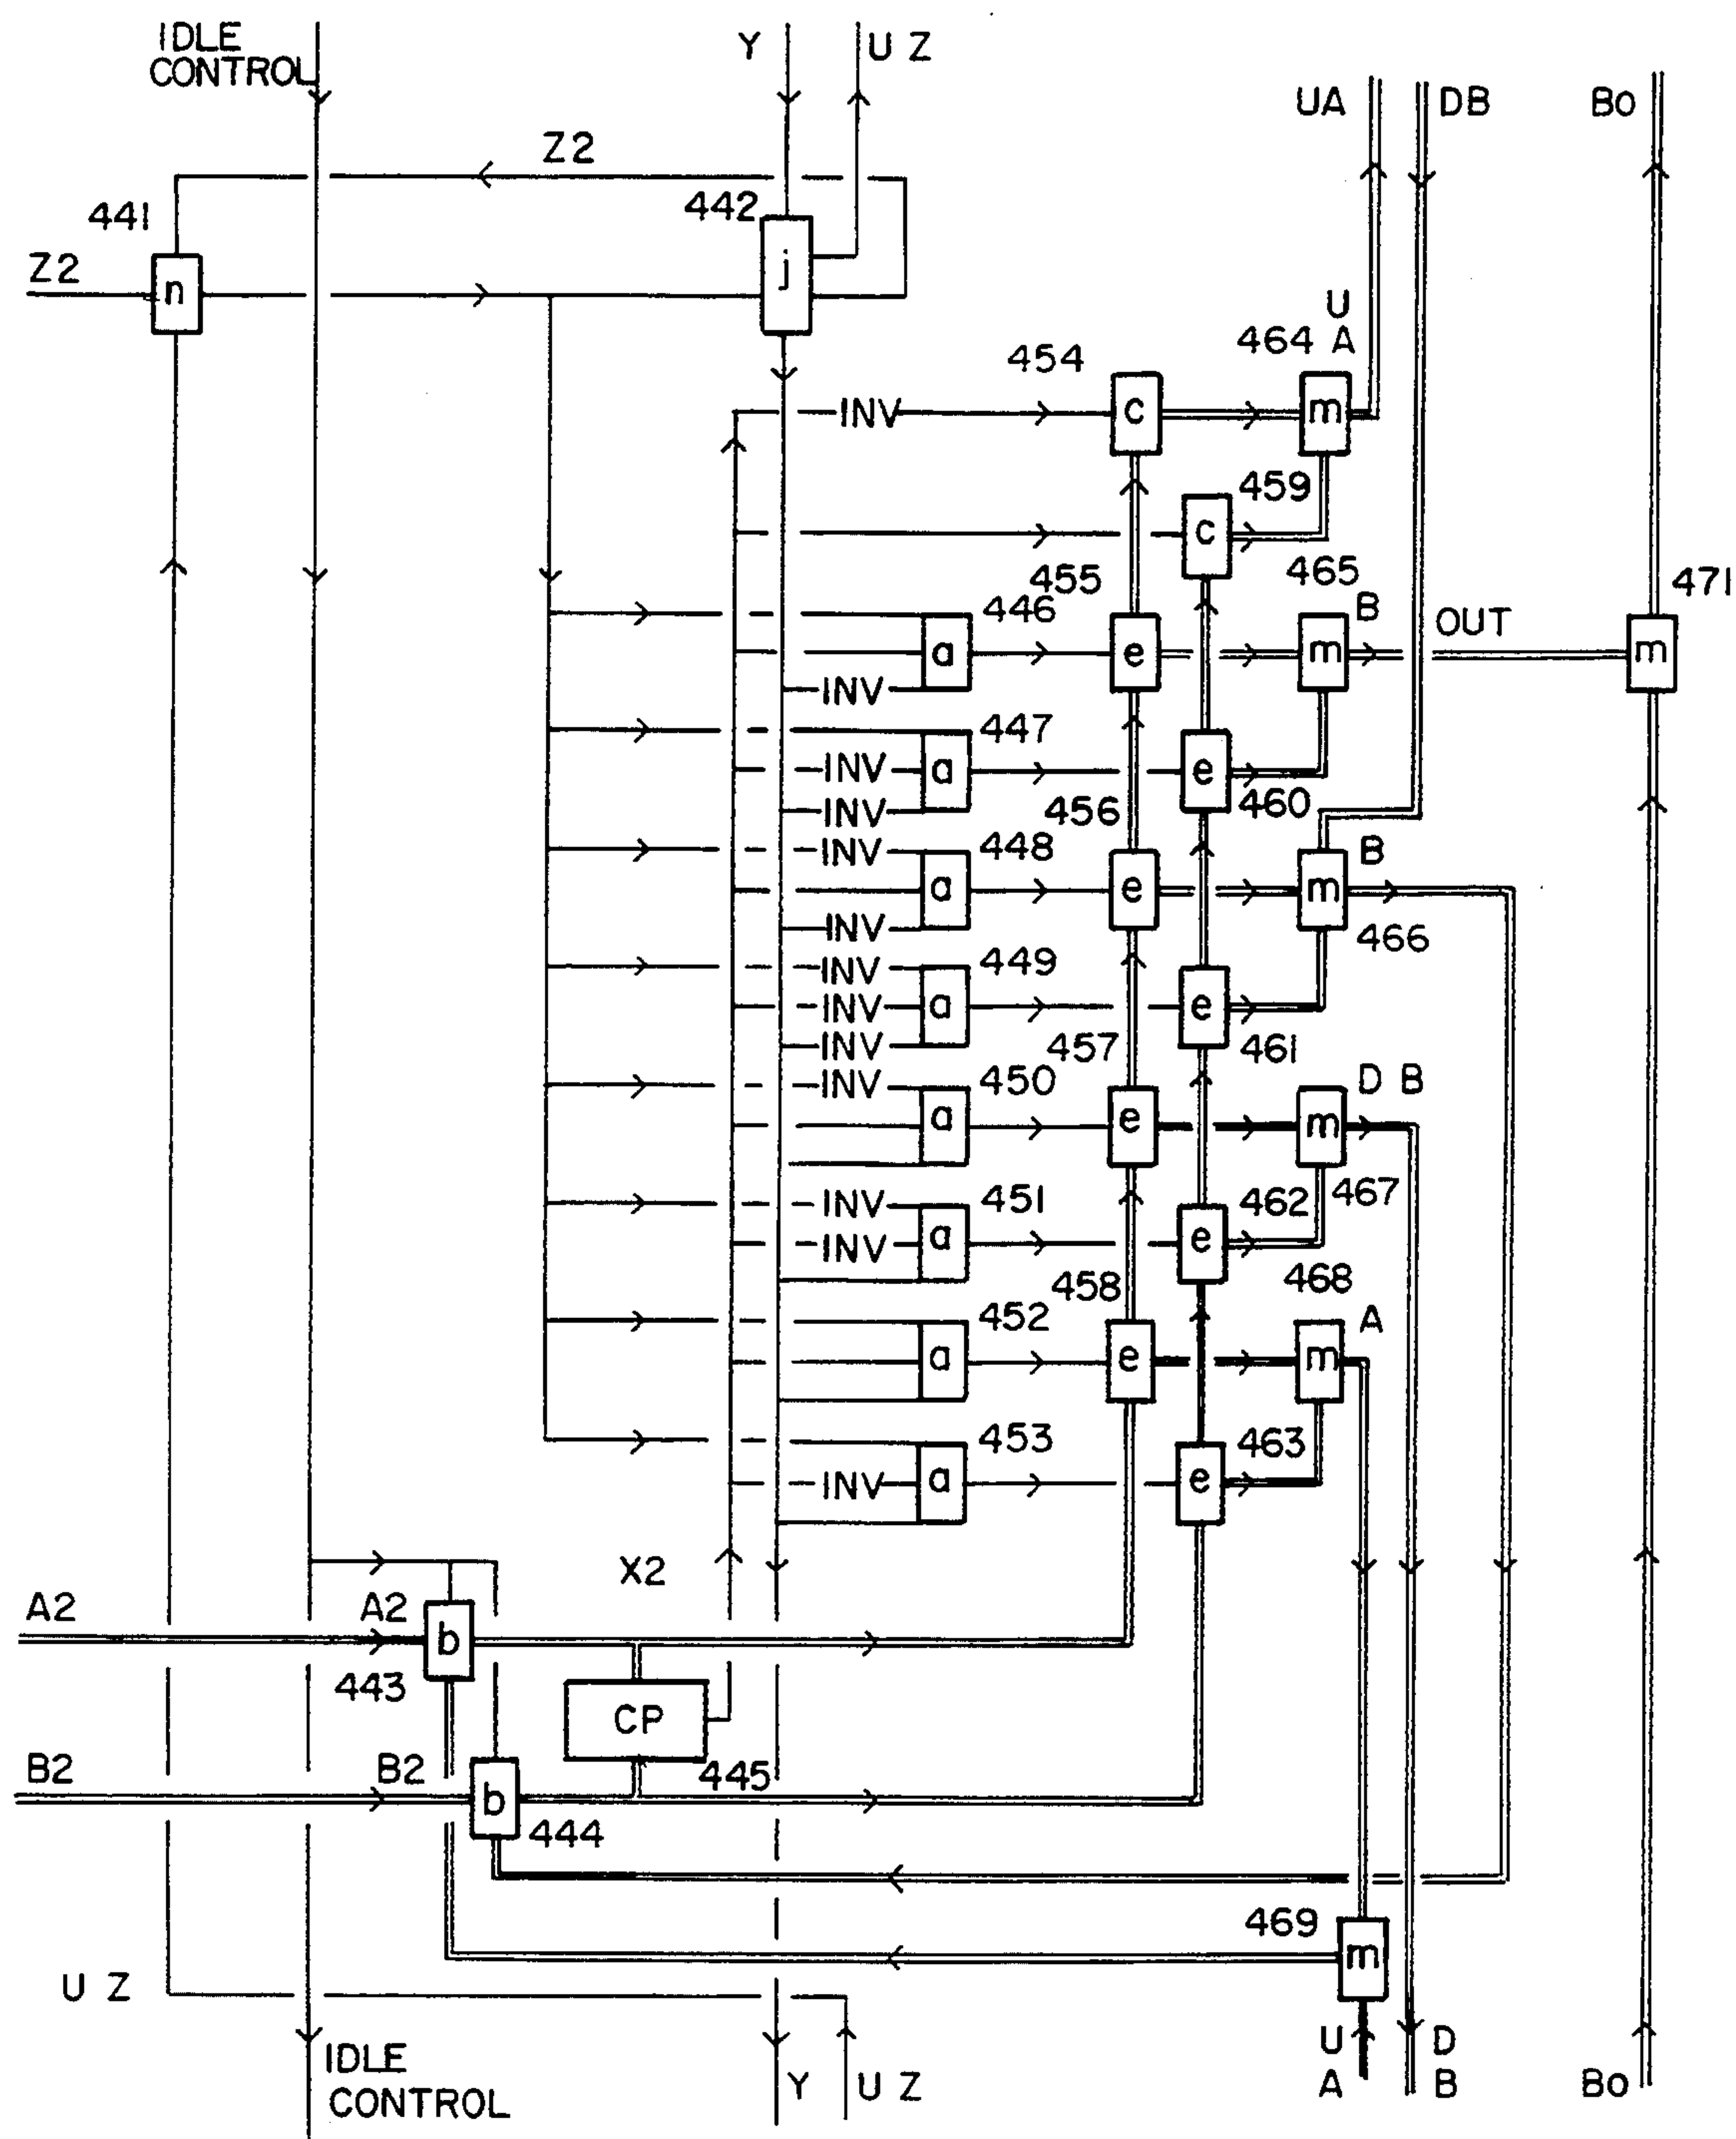 IDLE
CONTROL
Y
U Z
UA
DB
Bo
Z2
441
442
Z2
n
j
U
464 A
454
INV
c
m
459
c
455
465
471
446
B
OUT
a
e
m
m
INV
447
INV
a
e
INV
456
460
INV
448
B
a
e
m
INV
466
INV
449
INV
a
e
INV
457
461
INV
450
D B
a
e
m
INV
451
462
467
INV
a
e
458
468
452
A
a
e
m
453
463
INV
a
e
X2
A2
A2
b
443
CP
B2
B2
445
b
444
469
m
U Z
IDLE
CONTROL
Y
U Z
U
A
D
B
Bo